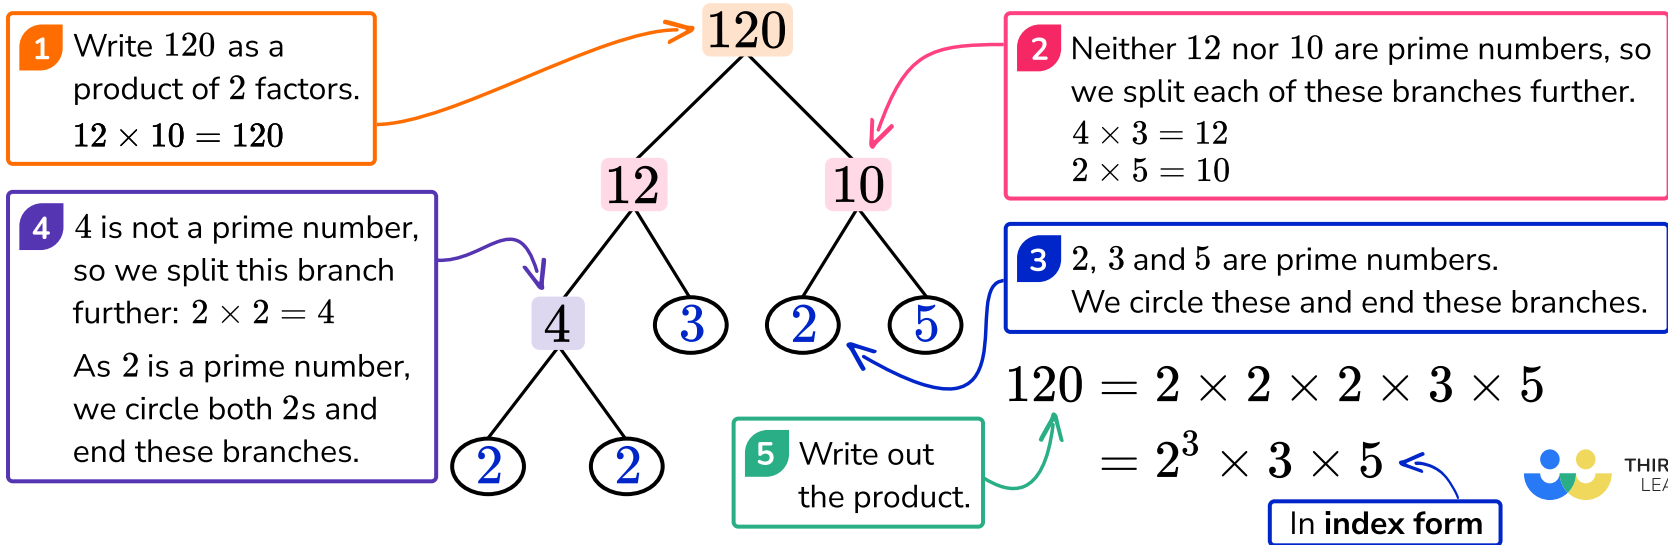 1
Write 120 as a
product of 2 factors.
12 × 10 = 120
120
2
Neither 12 nor 10 are prime numbers, so
we split each of these branches further.
4 × 3 = 12
2 × 5 = 10
12
10
4
4 is not a prime number,
so we split this branch
further: 2 × 2 = 4
As 2 is a prime number,
we circle both 2s and
end these branches.
3
2, 3 and 5 are prime numbers.
We circle these and end these branches.
4
3
2
5
2
2
120 = 2 × 2 × 2 × 3 × 5
= 2³ × 3 × 5
5
Write out
the product.
In index form